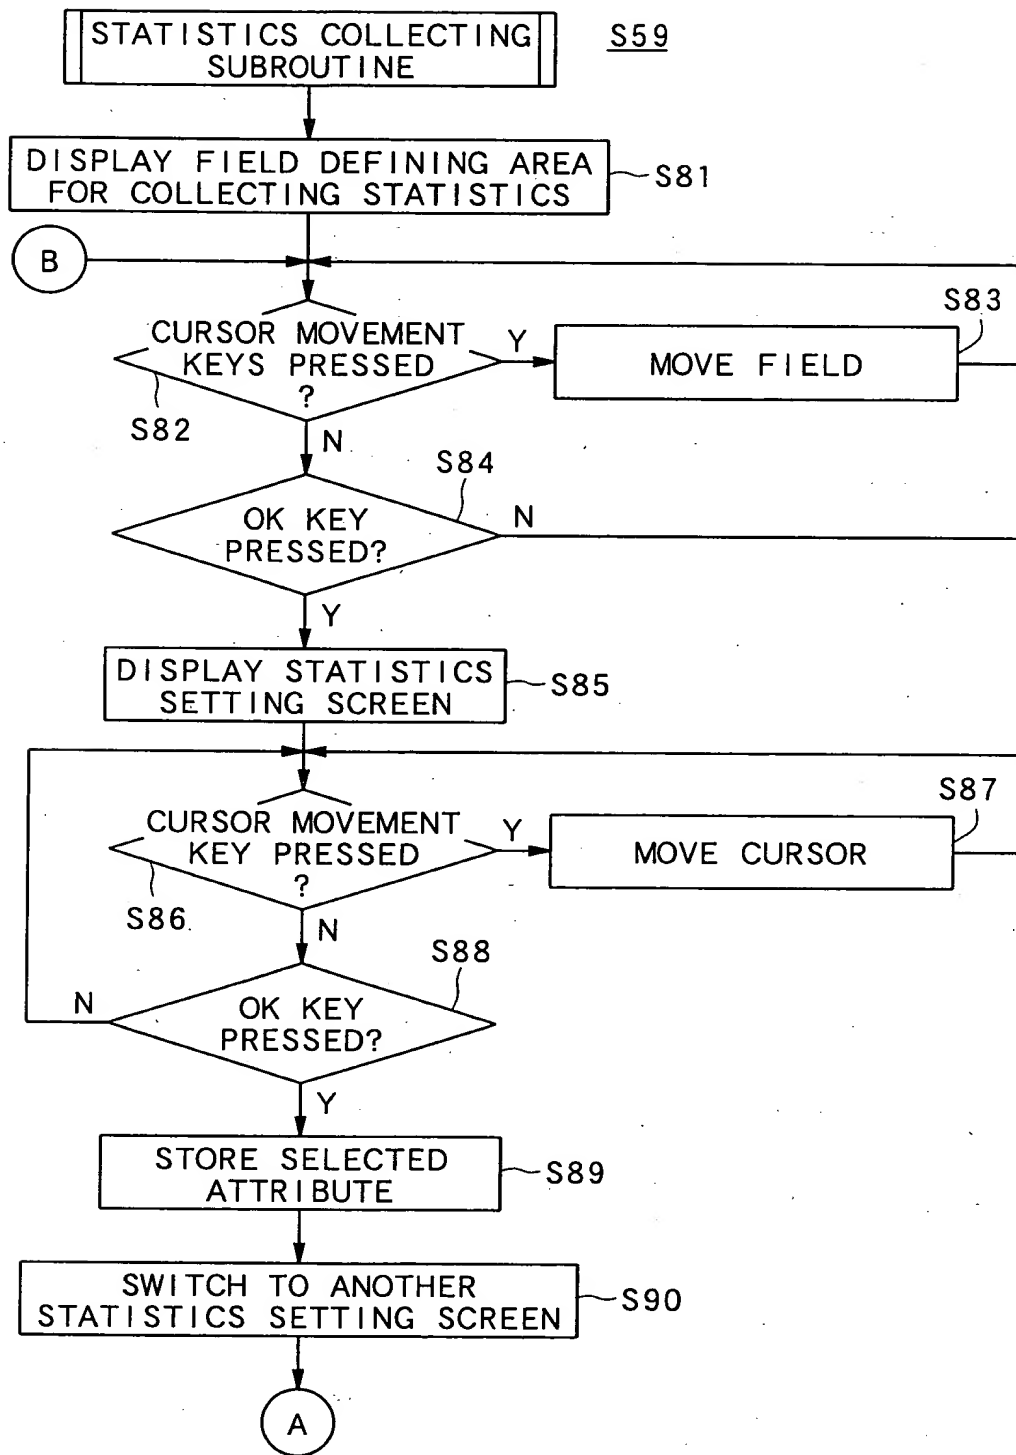 STATISTICS COLLECTING
SUBROUTINE
S59
DISPLAY FIELD DEFINING AREA
FOR COLLECTING STATISTICS
S81
B
CURSOR MOVEMENT
KEYS PRESSED
?
S82
Y
MOVE FIELD
S83
N
OK KEY
PRESSED?
S84
N
Y
DISPLAY STATISTICS
SETTING SCREEN
S85
CURSOR MOVEMENT
KEY PRESSED
?
S86
Y
MOVE CURSOR
S87
N
OK KEY
PRESSED?
S88
N
Y
STORE SELECTED
ATTRIBUTE
S89
SWITCH TO ANOTHER
STATISTICS SETTING SCREEN
S90
A